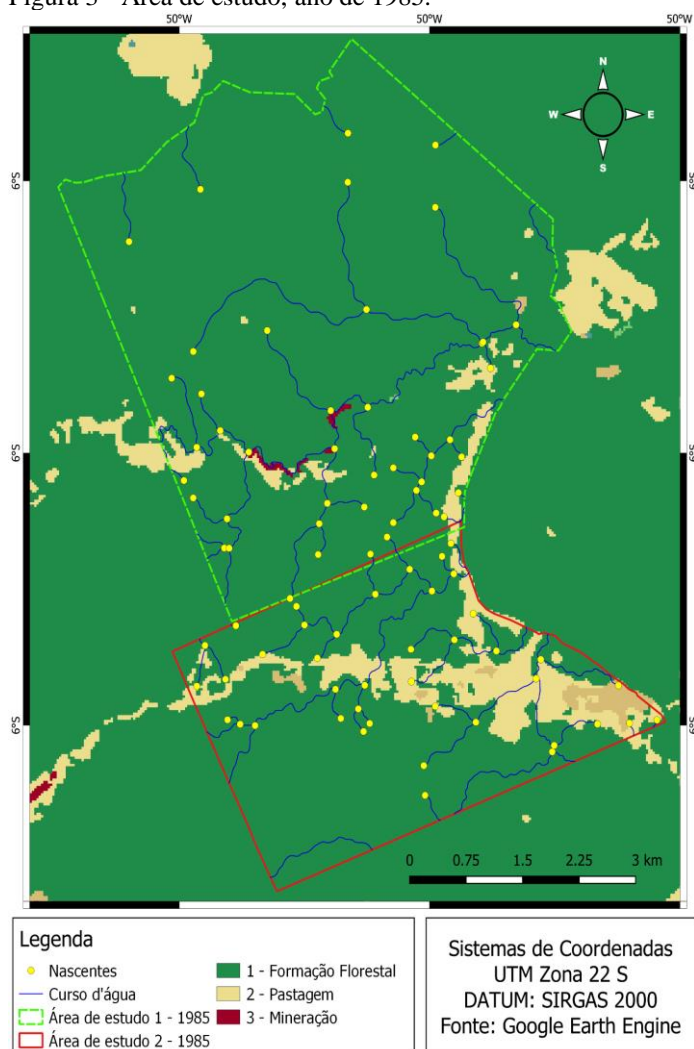 Figura 3 - Área de estudo, ano de 1985.
50°W 50°W 50°W
N
W E
S
6°S 6°S
6°S 6°S
6°S 6°S
0 0.75 1.5 2.25 3 km
Legenda
Nascentes
Curso d'água
Área de estudo 1 - 1985
Área de estudo 2 - 1985
1 - Formação Florestal
2 - Pastagem
3 - Mineração
Sistemas de Coordenadas
UTM Zona 22 S
DATUM: SIRGAS 2000
Fonte: Google Earth Engine